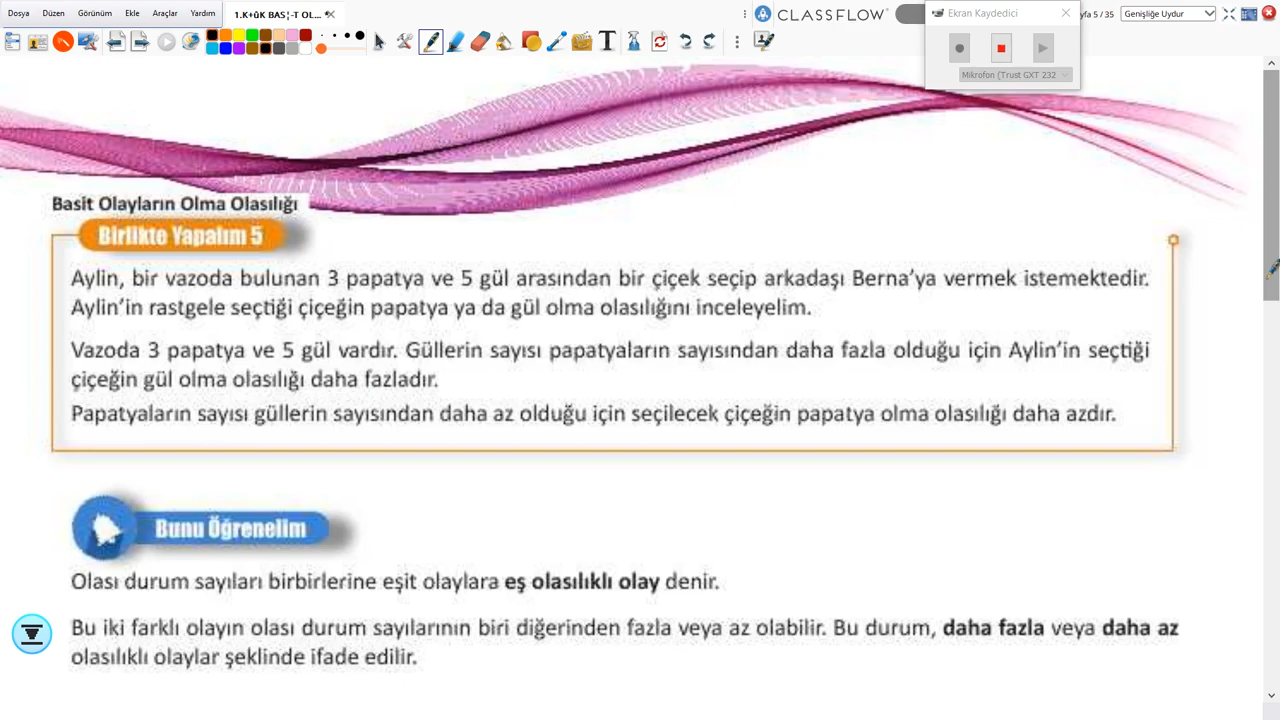 Dosya Düzen Görünüm Ekle Araçlar Yardım
CLASSFLOW
Ekran Kaydedici
yfa 5 / 35
Genişliğe Uydur
Mikrofon (Trust GXT 232
Basit Olayların Olma Olasılığı
Birlikte Yapalım 5
Aylin, bir vazoda bulunan 3 papatya ve 5 gül arasından bir çiçek seçip arkadaşı Berna'ya vermek istemektedir.
Aylin'in rastgele seçtiği çiçeğin papatya ya da gül olma olasılığını inceleyelim.
Vazoda 3 papatya ve 5 gül vardır. Güllerin sayısı papatyaların sayısından daha fazla olduğu için Aylin'in seçtiği
çiçeğin gül olma olasılığı daha fazladır.
Papatyaların sayısı güllerin sayısından daha az olduğu için seçilecek çiçeğin papatya olma olasılığı daha azdır.
Bunu Öğrenelim
Olası durum sayıları birbirlerine eşit olaylara eş olasılıklı olay denir.
Bu iki farklı olayın olası durum sayılarının biri diğerinden fazla veya az olabilir. Bu durum, daha fazla veya daha az
olasılıklı olaylar şeklinde ifade edilir.